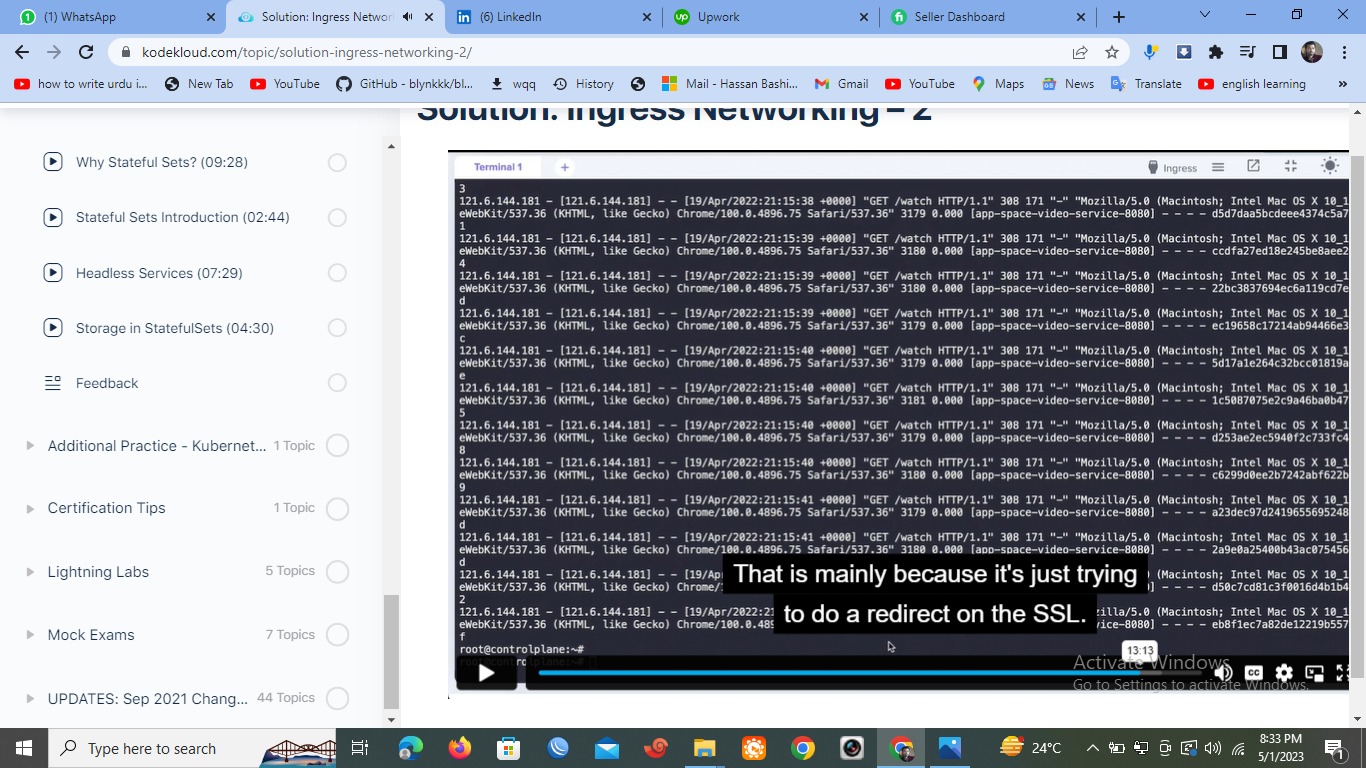 (1) WhatsApp
Solution: Ingress Networ
(6) LinkedIn
Upwork
Seller Dashboard
kodekloud.com/topic/solution-ingress-networking-2/
how to write urdu i...
New Tab
YouTube
GitHub - blynkkk/bl...
wqq
History
Mail - Hassan Bashi...
Gmail
YouTube
Maps
News
Translate
english learning
»
Solution: Ingress Networking – 2
Why Stateful Sets? (09:28)
Stateful Sets Introduction (02:44)
Headless Services (07:29)
Storage in StatefulSets (04:30)
Feedback
Additional Practice - Kubernet... 1 Topic
Certification Tips 1 Topic
Lightning Labs 5 Topics
Mock Exams 7 Topics
UPDATES: Sep 2021 Chang... 44 Topics
Terminal 1 +
Ingress
3
121.6.144.181 - [121.6.144.181] - - [19/Apr/2022:21:15:38 +0000] "GET /watch HTTP/1.1" 308 171 "-" "Mozilla/5.0 (Macintosh; Intel Mac OS X 10_1
eWebKit/537.36 (KHTML, like Gecko) Chrome/100.0.4896.75 Safari/537.36" 3179 0.000 [app-space-video-service-8080] - - - - d5d7daa5bcdeee4374c5a7
1
121.6.144.181 - [121.6.144.181] - - [19/Apr/2022:21:15:39 +0000] "GET /watch HTTP/1.1" 308 171 "-" "Mozilla/5.0 (Macintosh; Intel Mac OS X 10_1
eWebKit/537.36 (KHTML, like Gecko) Chrome/100.0.4896.75 Safari/537.36" 3180 0.000 [app-space-video-service-8080] - - - - ccdfa27ed18e245be8aee2
4
121.6.144.181 - [121.6.144.181] - - [19/Apr/2022:21:15:39 +0000] "GET /watch HTTP/1.1" 308 171 "-" "Mozilla/5.0 (Macintosh; Intel Mac OS X 10_1
eWebKit/537.36 (KHTML, like Gecko) Chrome/100.0.4896.75 Safari/537.36" 3180 0.000 [app-space-video-service-8080] - - - - 22bc3837694ec6a119cd7e
d
121.6.144.181 - [121.6.144.181] - - [19/Apr/2022:21:15:39 +0000] "GET /watch HTTP/1.1" 308 171 "-" "Mozilla/5.0 (Macintosh; Intel Mac OS X 10_1
eWebKit/537.36 (KHTML, like Gecko) Chrome/100.0.4896.75 Safari/537.36" 3179 0.000 [app-space-video-service-8080] - - - - ec19658c17214ab94466e3
c
121.6.144.181 - [121.6.144.181] - - [19/Apr/2022:21:15:40 +0000] "GET /watch HTTP/1.1" 308 171 "-" "Mozilla/5.0 (Macintosh; Intel Mac OS X 10_1
eWebKit/537.36 (KHTML, like Gecko) Chrome/100.0.4896.75 Safari/537.36" 3179 0.000 [app-space-video-service-8080] - - - - 5d17a1e264c32bcc01819a
e
121.6.144.181 - [121.6.144.181] - - [19/Apr/2022:21:15:40 +0000] "GET /watch HTTP/1.1" 308 171 "-" "Mozilla/5.0 (Macintosh; Intel Mac OS X 10_1
eWebKit/537.36 (KHTML, like Gecko) Chrome/100.0.4896.75 Safari/537.36" 3181 0.000 [app-space-video-service-8080] - - - - 1c5087075e2c9a46ba0b47
5
121.6.144.181 - [121.6.144.181] - - [19/Apr/2022:21:15:40 +0000] "GET /watch HTTP/1.1" 308 171 "-" "Mozilla/5.0 (Macintosh; Intel Mac OS X 10_1
eWebKit/537.36 (KHTML, like Gecko) Chrome/100.0.4896.75 Safari/537.36" 3179 0.000 [app-space-video-service-8080] - - - - d253ae2ec5940f2c733fc4
8
121.6.144.181 - [121.6.144.181] - - [19/Apr/2022:21:15:40 +0000] "GET /watch HTTP/1.1" 308 171 "-" "Mozilla/5.0 (Macintosh; Intel Mac OS X 10_1
eWebKit/537.36 (KHTML, like Gecko) Chrome/100.0.4896.75 Safari/537.36" 3180 0.000 [app-space-video-service-8080] - - - - c6299d0ee2b7242abf622b
9
121.6.144.181 - [121.6.144.181] - - [19/Apr/2022:21:15:41 +0000] "GET /watch HTTP/1.1" 308 171 "-" "Mozilla/5.0 (Macintosh; Intel Mac OS X 10_1
eWebKit/537.36 (KHTML, like Gecko) Chrome/100.0.4896.75 Safari/537.36" 3179 0.000 [app-space-video-service-8080] - - - - a23dec97d2419655695248
d
121.6.144.181 - [121.6.144.181] - - [19/Apr/2022:21:15:41 +0000] "GET /watch HTTP/1.1" 308 171 "-" "Mozilla/5.0 (Macintosh; Intel Mac OS X 10_1
eWebKit/537.36 (KHTML, like Gecko) Chrome/100.0.4896.75 Safari/537.36" 3180 0.000 [app-space-video-service-8080] - - - - 2a9e0a25400b43ac075456
d
121.6.144.181 - [121.6.144.181] - - [19/Apr/2022:21:15:
eWebKit/537.36 (KHTML, like Gecko) Chrome/100.0.4896.75 d50c7cd81c3f0016d4b1b4
2
121.6.144.181 - [121.6.144.181] - - [19/Apr/2022:21:15: (Macintosh; Intel Mac OS X 10_1
eWebKit/537.36 (KHTML, like Gecko) Chrome/100.0.4896.75 eb8f1ec7a82de12219b557
f
root@controlplane:~#
root@controlplane:~#
That is mainly because it's just trying
to do a redirect on the SSL.
13:13
CC
Activate Windows
Go to Settings to activate Windows.
Type here to search
24°C
8:33 PM
5/1/2023
1